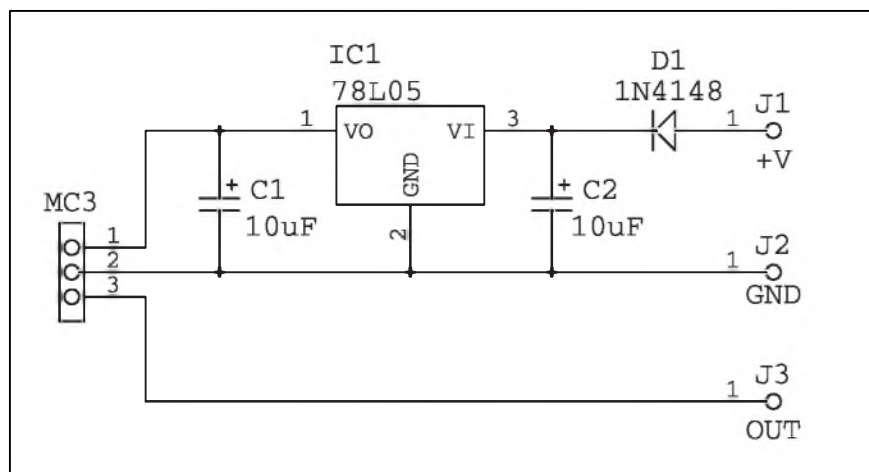 IC1
78L05
D1
1N4148
J1
1
+V
1
VO
VI
3
GND
2
+
C1
10uF
+
C2
10uF
MC3
1
2
3
J2
1
GND
J3
1
OUT